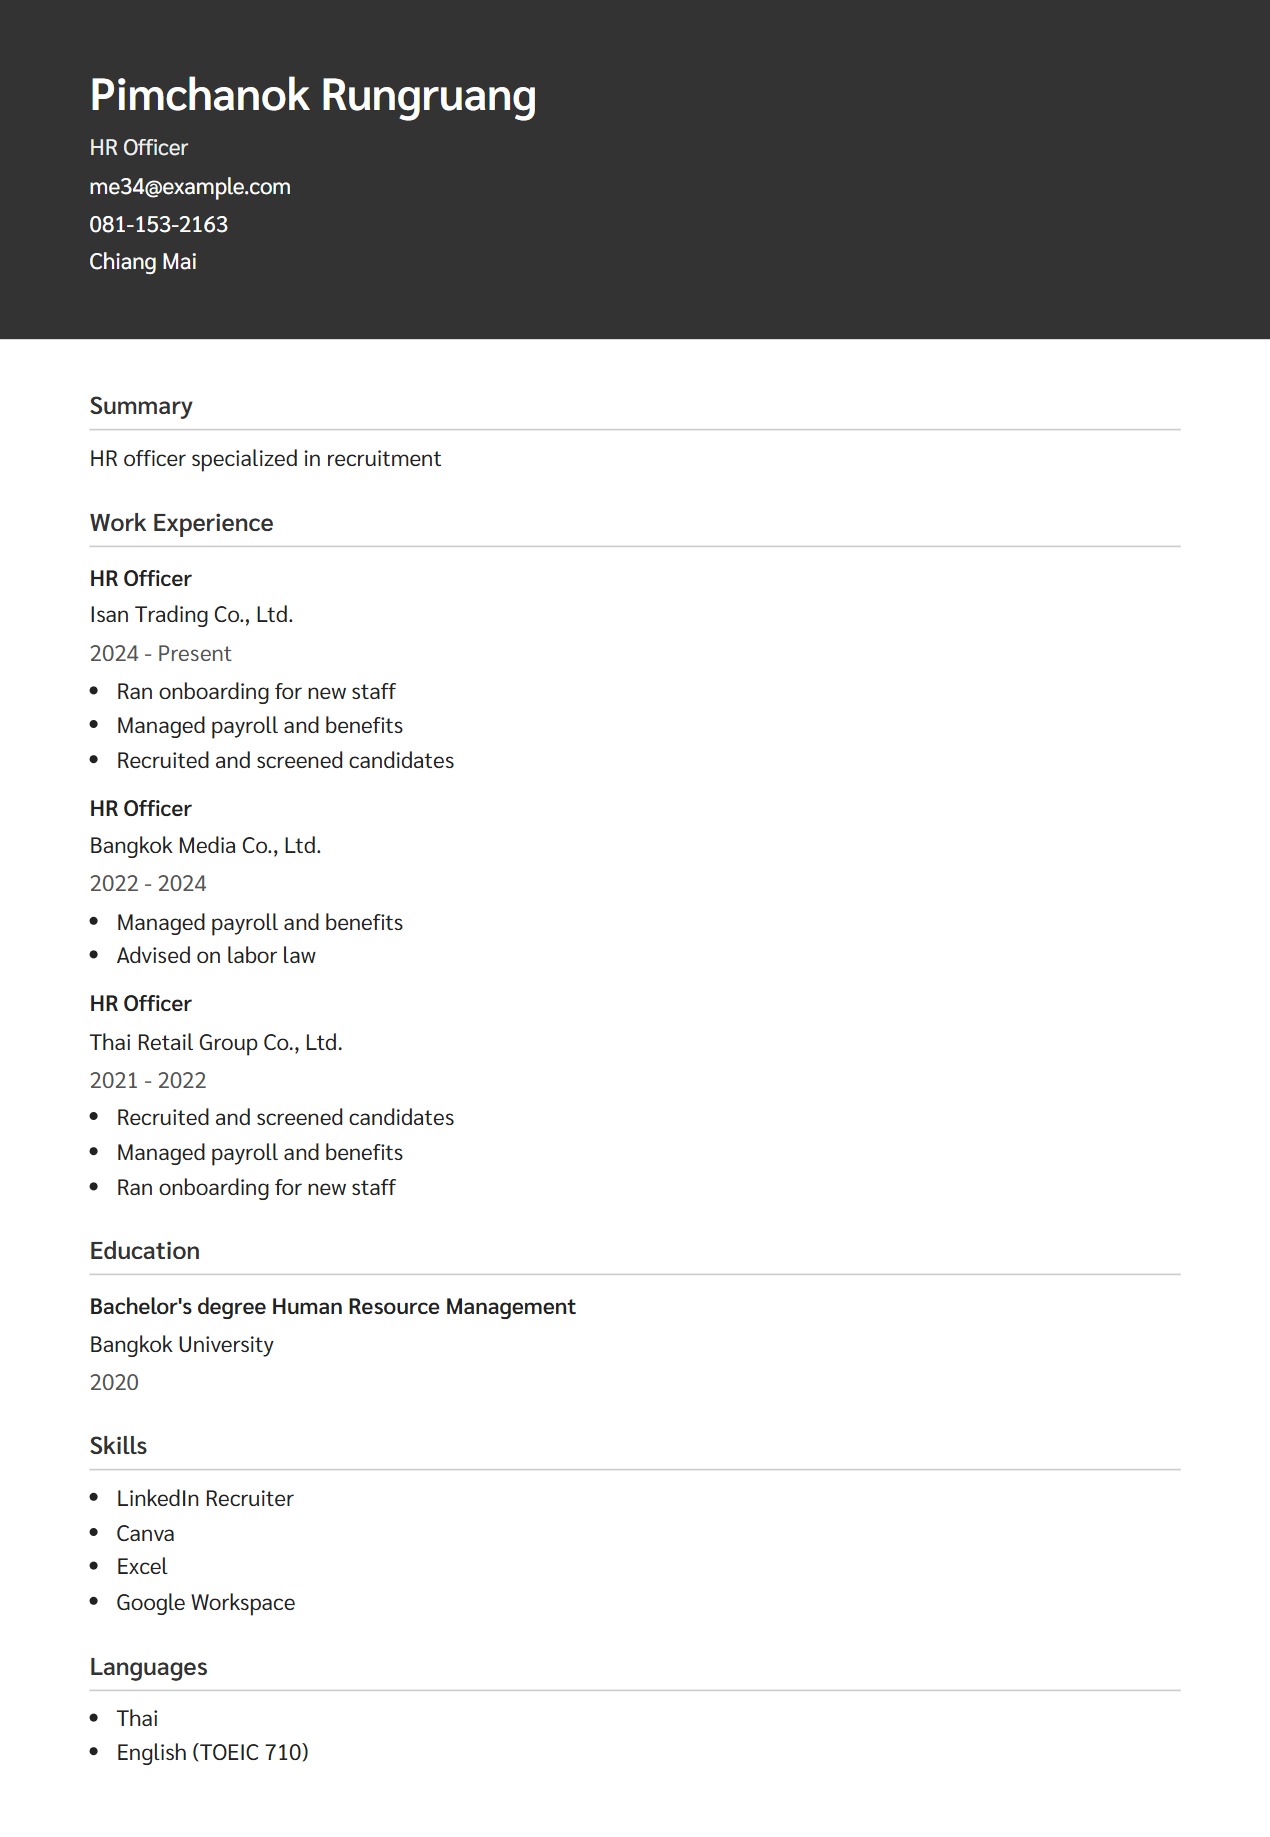 Pimchanok Rungruang
HR Officer
me34@example.com
081-153-2163
Chiang Mai
Summary
HR officer specialized in recruitment
Work Experience
HR Officer
Isan Trading Co., Ltd.
2024 - Present
• Ran onboarding for new staff
• Managed payroll and benefits
• Recruited and screened candidates
HR Officer
Bangkok Media Co., Ltd.
2022 - 2024
• Managed payroll and benefits
• Advised on labor law
HR Officer
Thai Retail Group Co., Ltd.
2021 - 2022
• Recruited and screened candidates
• Managed payroll and benefits
• Ran onboarding for new staff
Education
Bachelor's degree Human Resource Management
Bangkok University
2020
Skills
• LinkedIn Recruiter
• Canva
• Excel
• Google Workspace
Languages
• Thai
• English (TOEIC 710)